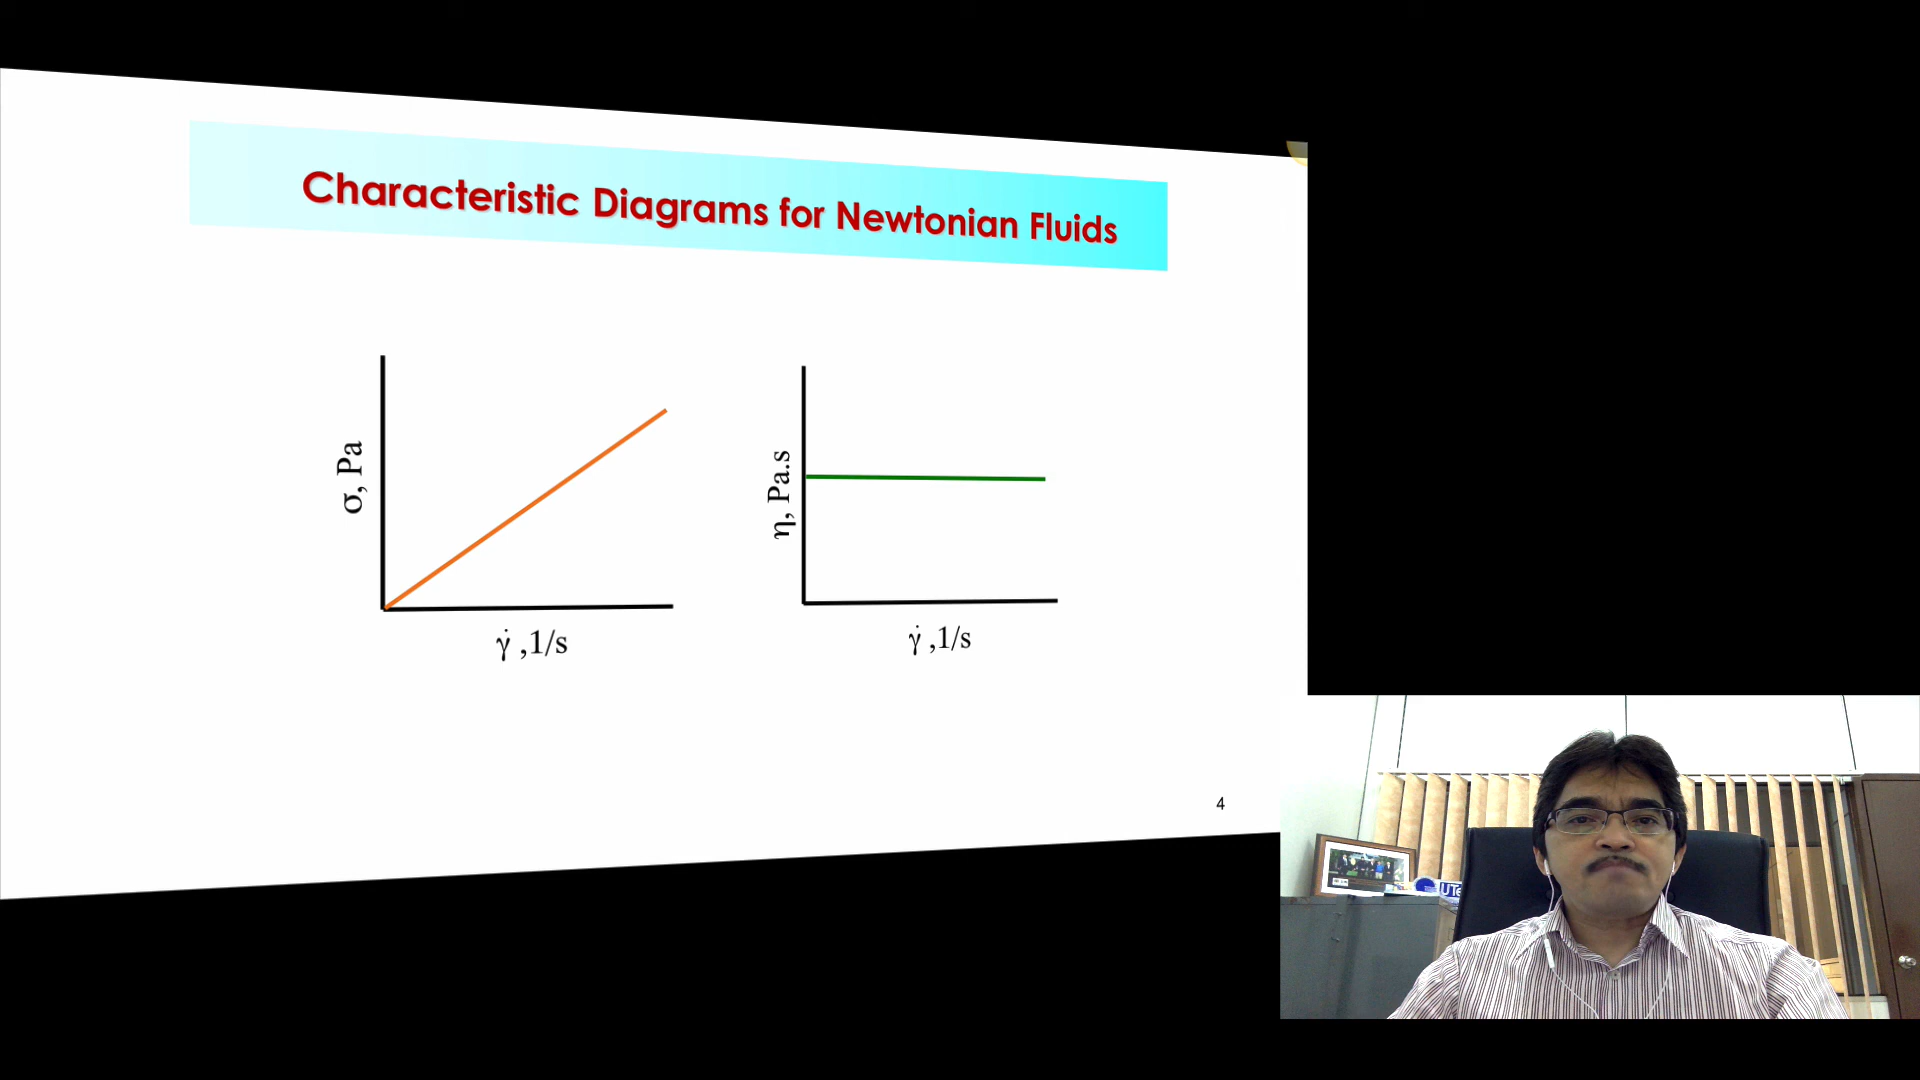 Characteristic Diagrams for Newtonian Fluids
σ, Pa
γ̇ ,1/s
η, Pa.s
γ̇ ,1/s
4